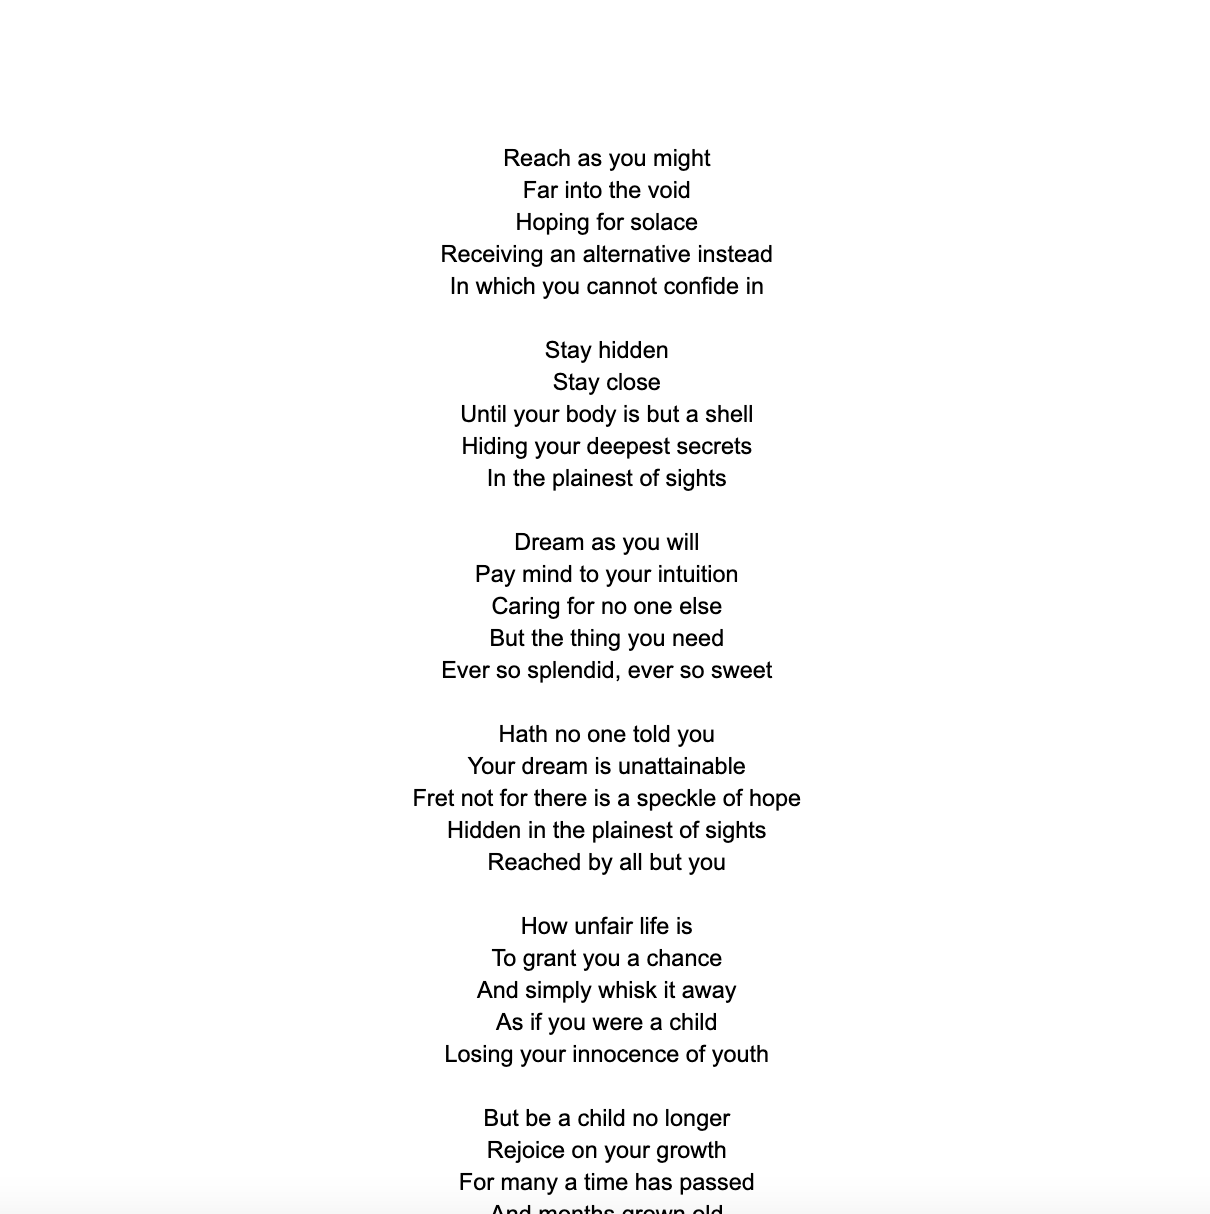 Reach as you might
Far into the void
Hoping for solace
Receiving an alternative instead
In which you cannot confide in
Stay hidden
Stay close
Until your body is but a shell
Hiding your deepest secrets
In the plainest of sights
Dream as you will
Pay mind to your intuition
Caring for no one else
But the thing you need
Ever so splendid, ever so sweet
Hath no one told you
Your dream is unattainable
Fret not for there is a speckle of hope
Hidden in the plainest of sights
Reached by all but you
How unfair life is
To grant you a chance
And simply whisk it away
As if you were a child
Losing your innocence of youth
But be a child no longer
Rejoice on your growth
For many a time has passed
And months grown old